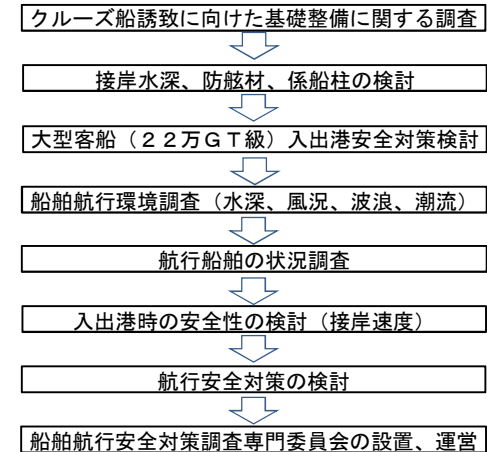 クルーズ船誘致に向けた基礎整備に関する調査
接岸水深、防舷材、係船柱の検討
大型客船（２２万ＧＴ級）入出港安全対策検討
船舶航行環境調査（水深、風況、波浪、潮流）
航行船舶の状況調査
入出港時の安全性の検討（接岸速度）
航行安全対策の検討
船舶航行安全対策調査専門委員会の設置、運営